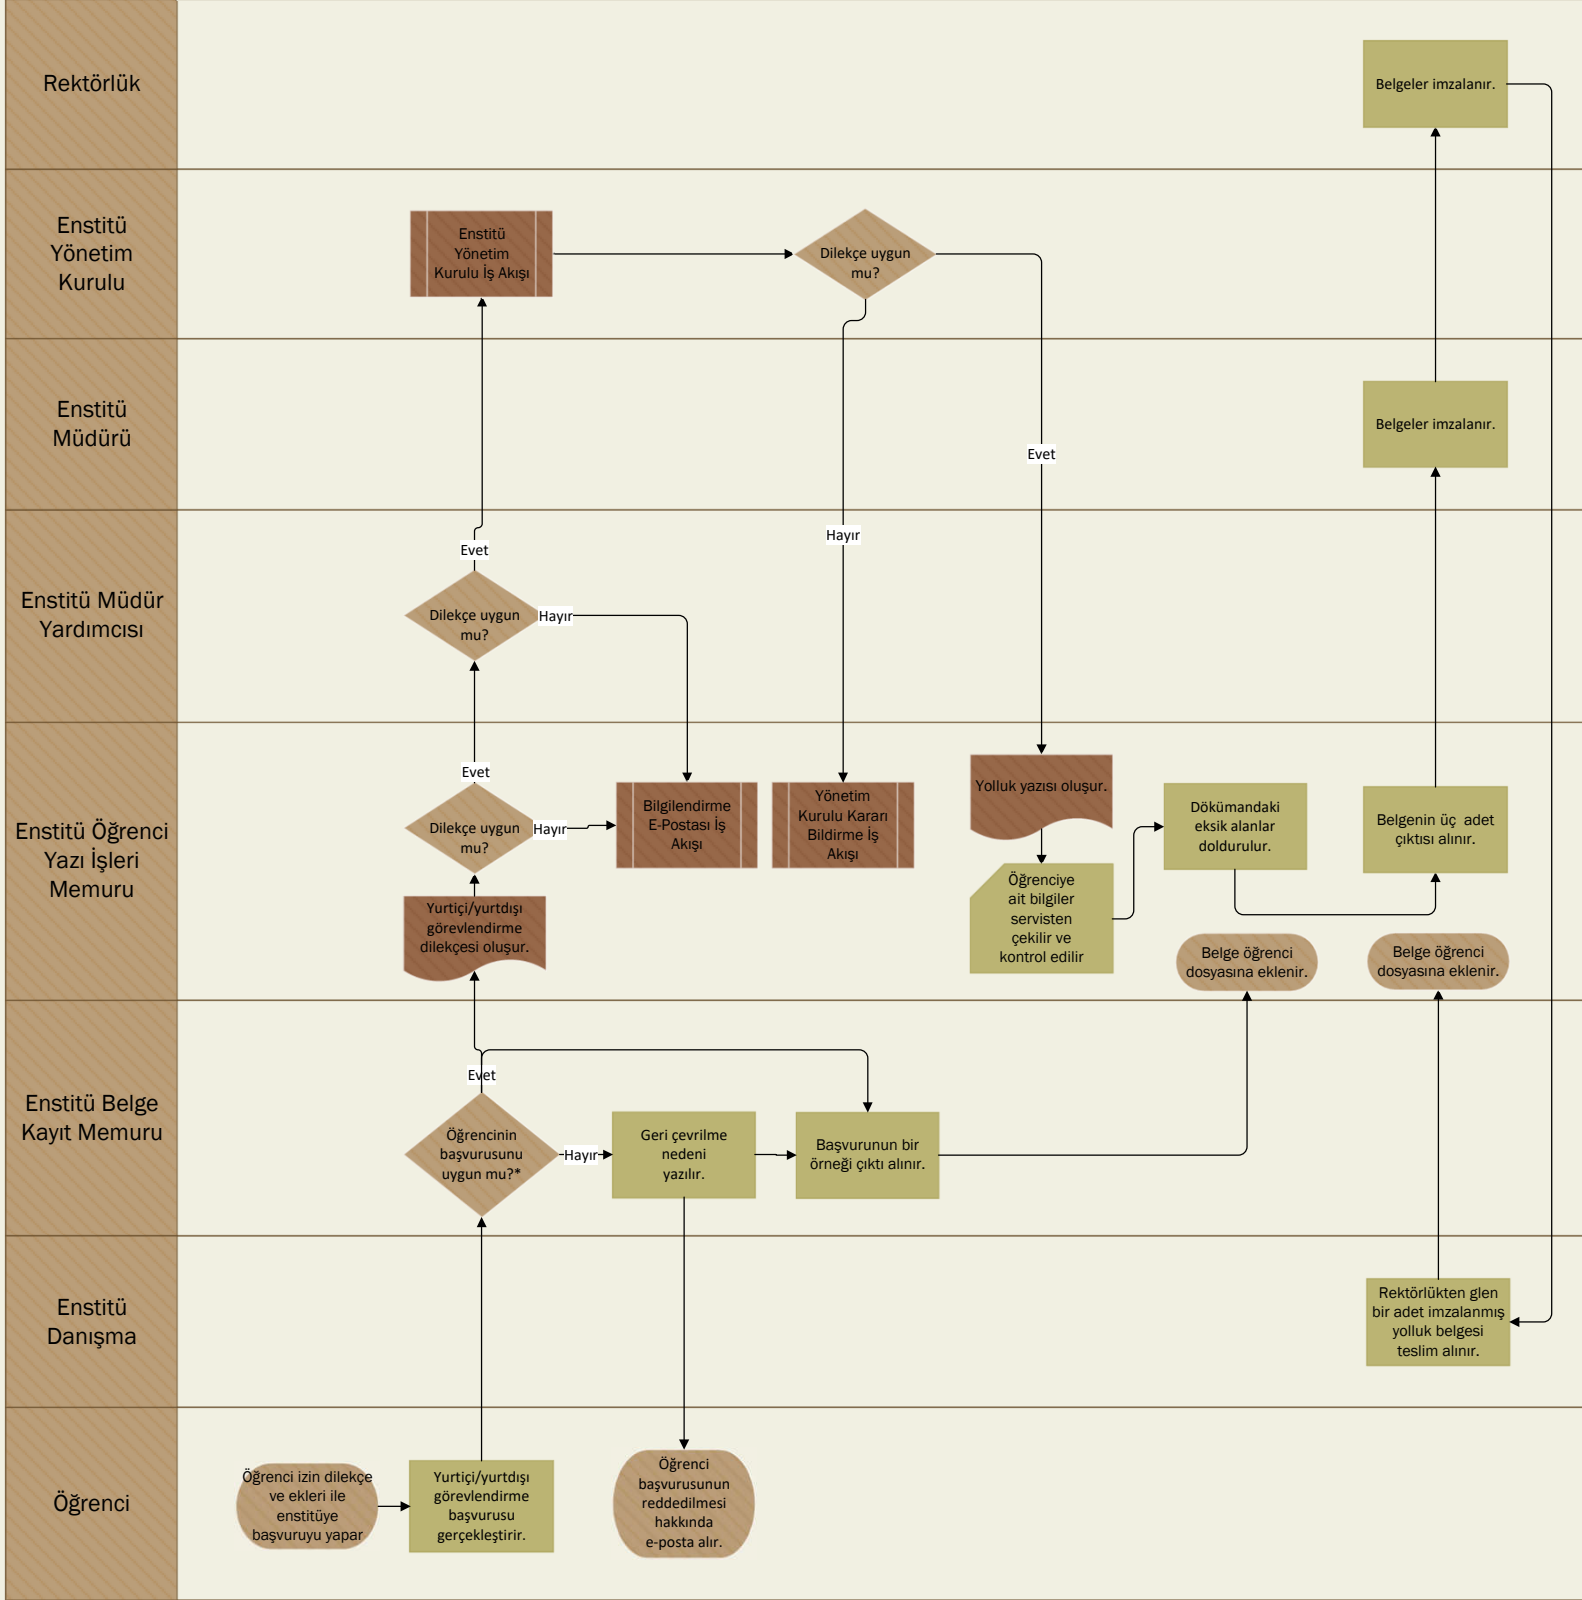 Rektörlük
Belgeler imzalanır.
Enstitü
Yönetim
Kurulu
Enstitü
Yönetim
Kurulu İş Akışı
Dilekçe uygun
mu?
Enstitü
Müdürü
Evet
Belgeler imzalanır.
Enstitü Müdür
Yardımcısı
Evet
Dilekçe uygun
mu?
Hayır
Hayır
Enstitü Öğrenci
Yazı İşleri
Memuru
Evet
Dilekçe uygun
mu?
Hayır
Bilgilendirme
E-Postası İş
Akışı
Yönetim
Kurulu Kararı
Bildirme İş
Akışı
Yolluk yazısı oluşur.
Dökümandaki
eksik alanlar
doldurulur.
Belgenin üç  adet
çıktısı alınır.
Yurtiçi/yurtdışı
görevlendirme
dilekçesi oluşur.
Öğrenciye
ait bilgiler
servisten
çekilir ve
kontrol edilir
Belge öğrenci
dosyasına eklenir.
Belge öğrenci
dosyasına eklenir.
Enstitü Belge
Kayıt Memuru
Evet
Öğrencinin
başvurusunu
uygun mu?*
Hayır
Geri çevrilme
nedeni
yazılır.
Başvurunun bir
örneği çıktı alınır.
Enstitü
Danışma
Rektörlükten glen
bir adet imzalanmış
yolluk belgesi
teslim alınır.
Öğrenci
Öğrenci izin dilekçe
ve ekleri ile
enstitüye
başvuruyu yapar
Yurtiçi/yurtdışı
görevlendirme
başvurusu
gerçekleştirir.
Öğrenci
başvurusunun
reddedilmesi
hakkında
e-posta alır.